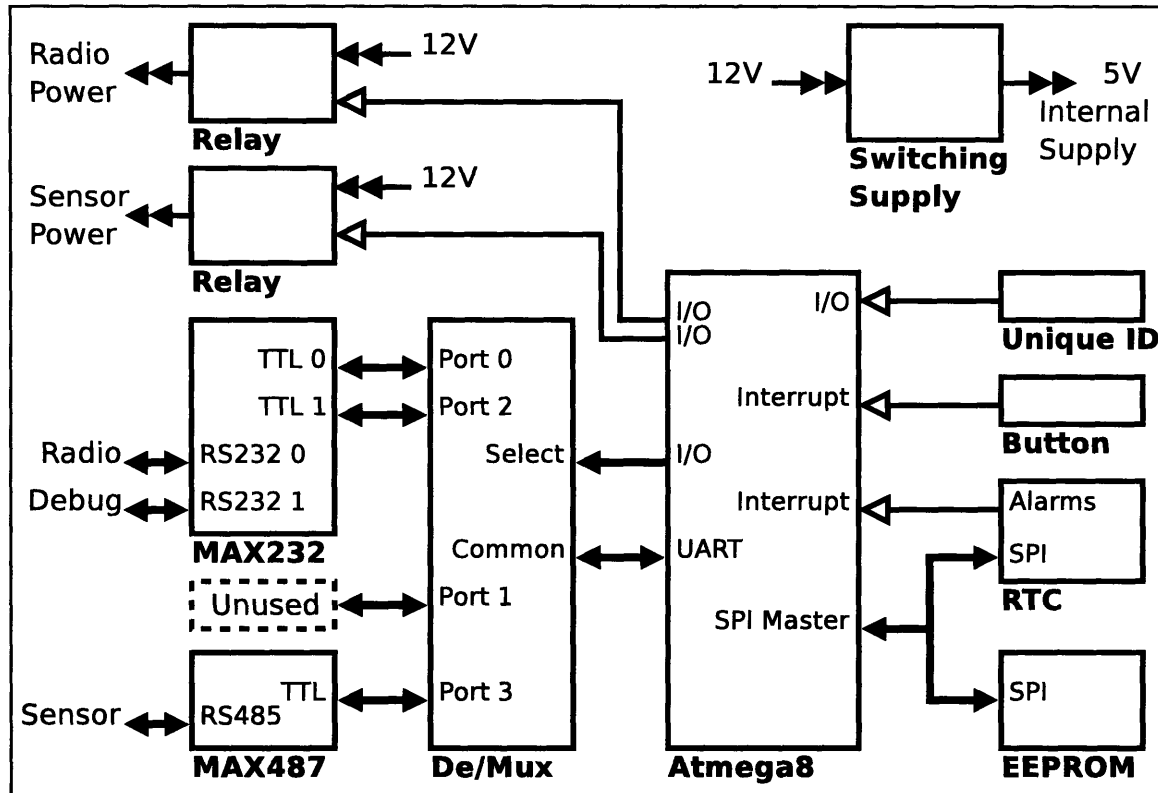 Radio
Power
12V
Relay
12V
5V
Internal
Supply
Switching
Supply
Sensor
Power
12V
Relay
TTL 0
TTL 1
RS232 0
RS232 1
MAX232
Radio
Debug
Unused
TTL
RS485
MAX487
Sensor
Port 0
Port 2
Select
Common
Port 1
Port 3
De/Mux
I/O
I/O
I/O
UART
I/O
Interrupt
Interrupt
SPI Master
Atmega8
Unique ID
Button
Alarms
SPI
RTC
SPI
EEPROM